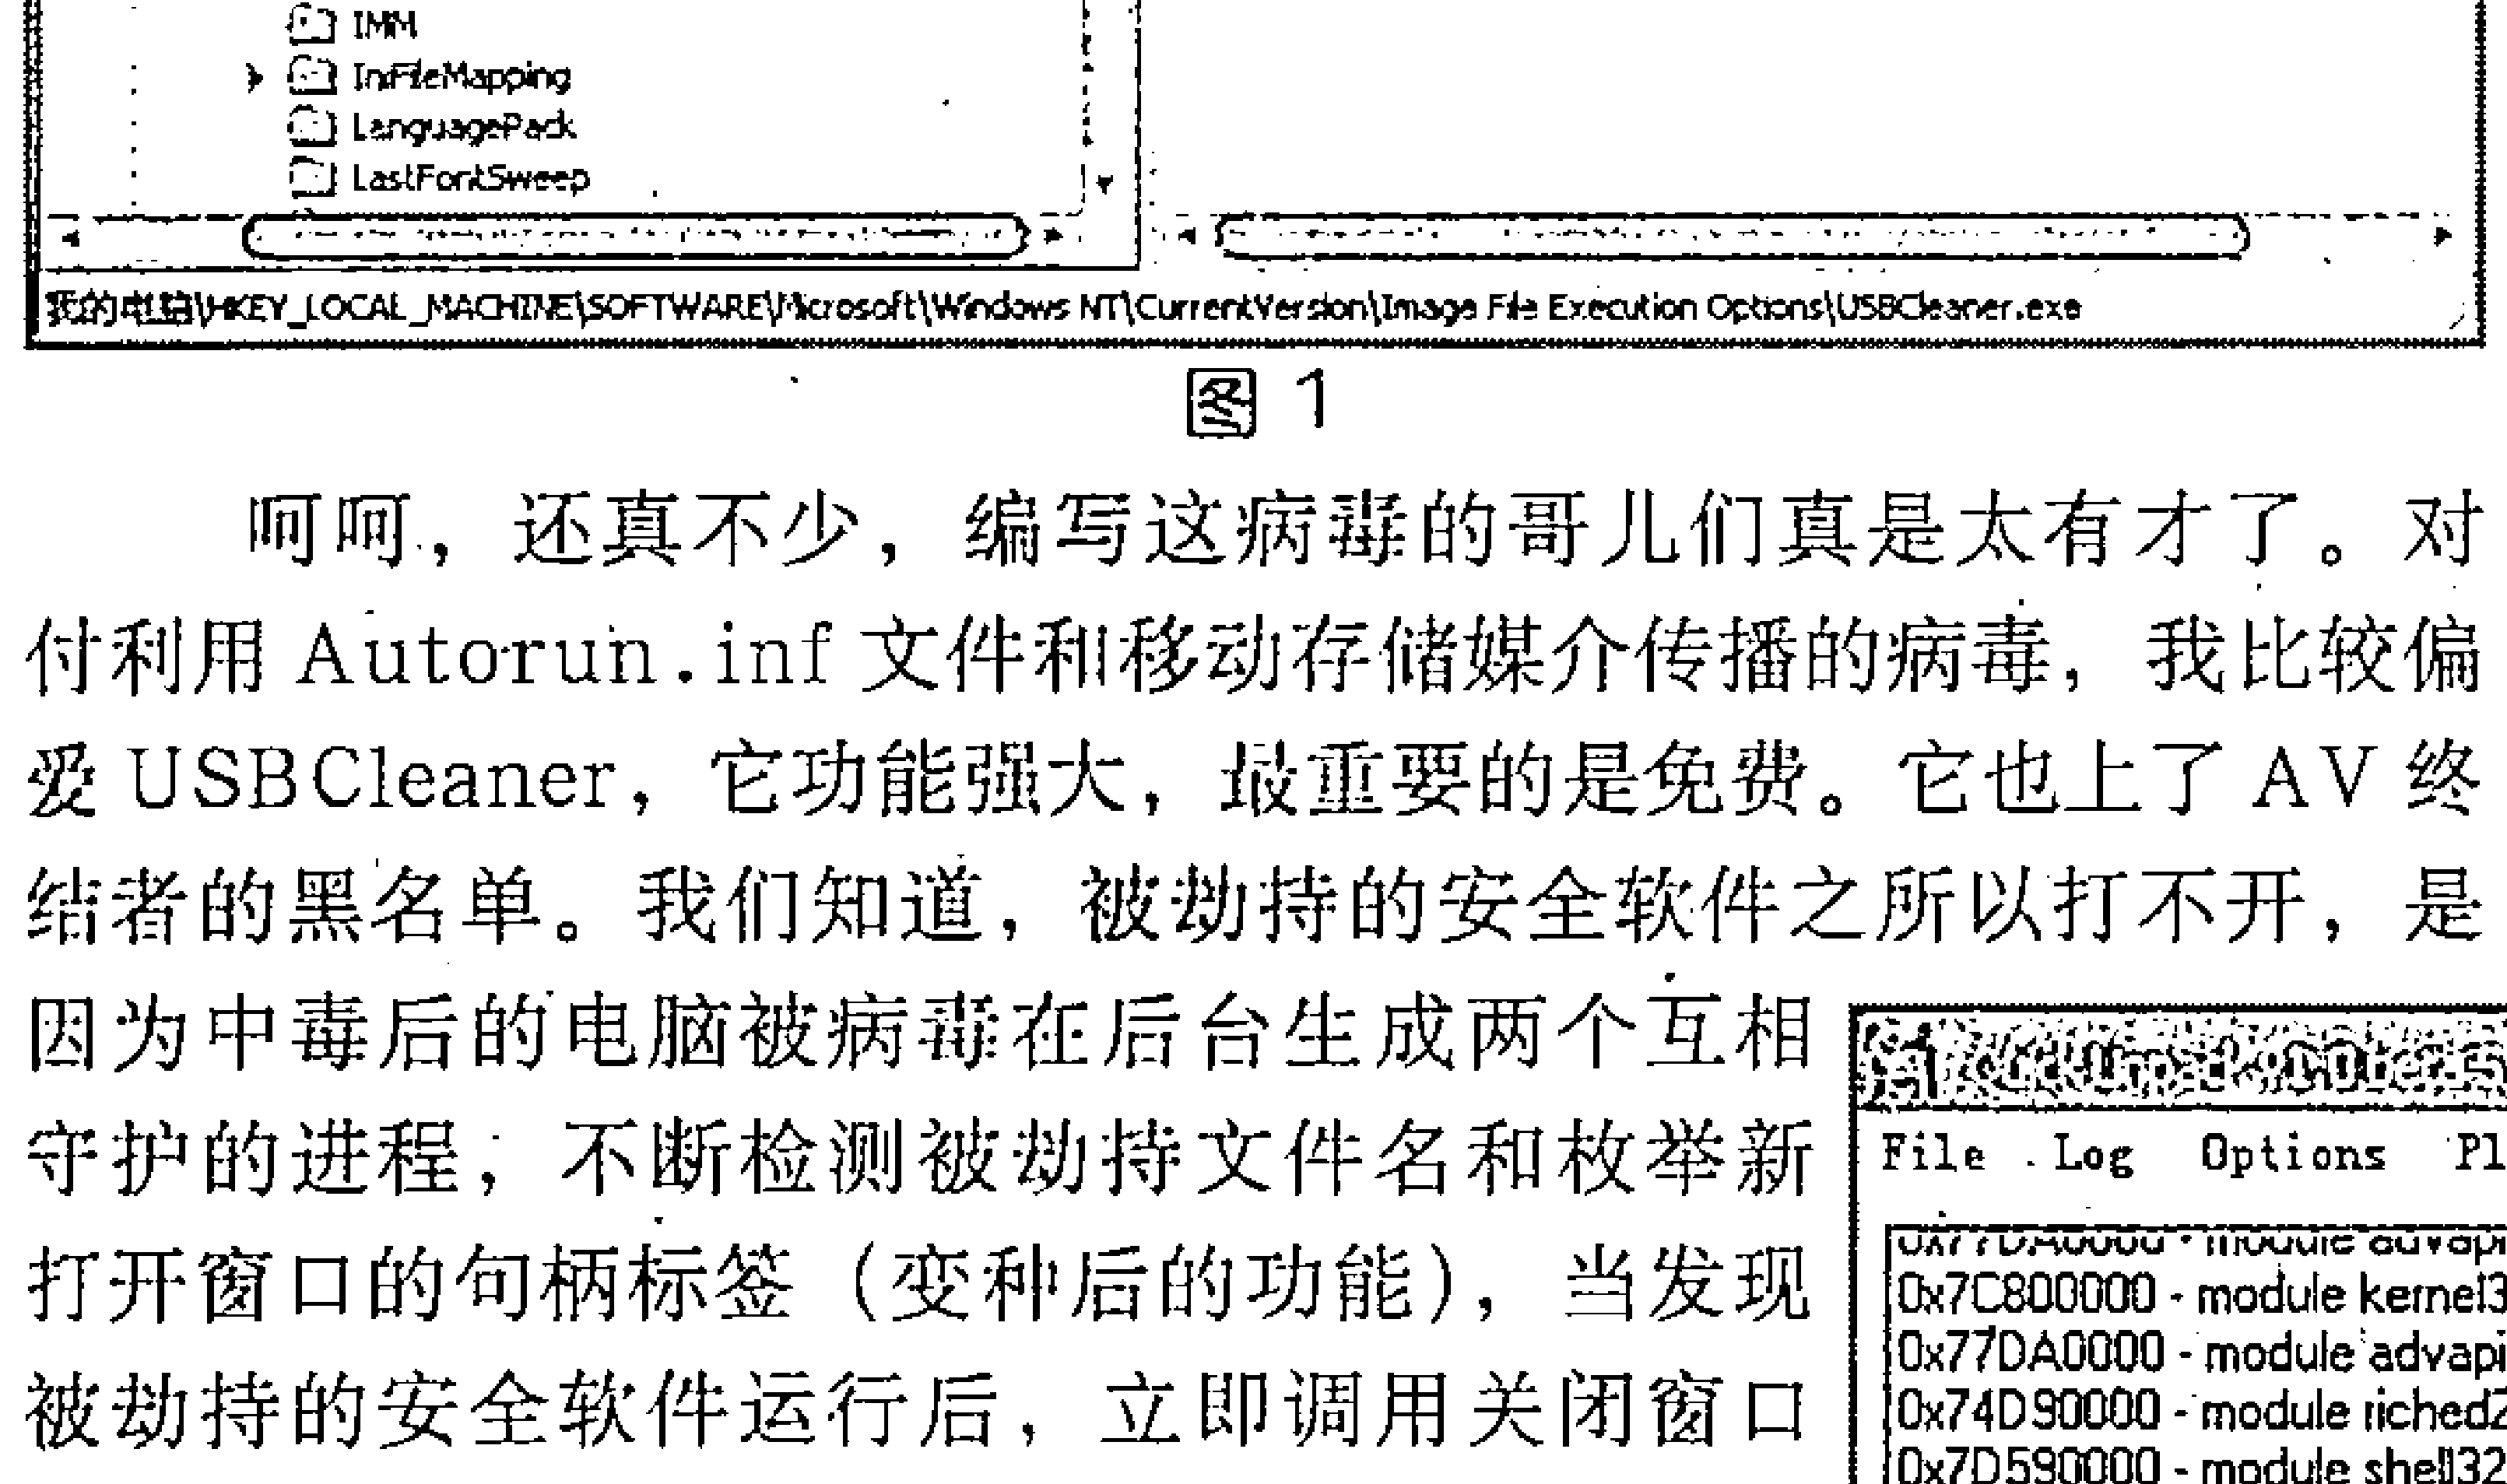 IMM
IniFileMapping
LanguagePack
LastFontSweep
我的电脑\HKEY_LOCAL_MACHINE\SOFTWARE\Microsoft\Windows NT\CurrentVersion\Image File Execution Options\USBCleaner.exe
图 1
呵呵，还真不少，编写这病毒的哥儿们真是太有才了。对
付利用 Autorun.inf 文件和移动存储媒介传播的病毒，我比较偏
爱 USBCleaner，它功能强大，最重要的是免费。它也上了 AV 终
结者的黑名单。我们知道，被劫持的安全软件之所以打不开，是
因为中毒后的电脑被病毒在后台生成两个互相
守护的进程，不断检测被劫持文件名和枚举新
打开窗口的句柄标签（变种后的功能），当发现
被劫持的安全软件运行后，立即调用关闭窗口
File Log Options Pl
0x77DA0000 - module advapi
0x7C800000 - module kernel3
0x77DA0000 - module advapi
0x74D90000 - module riched2
0x7D590000 - module shell32